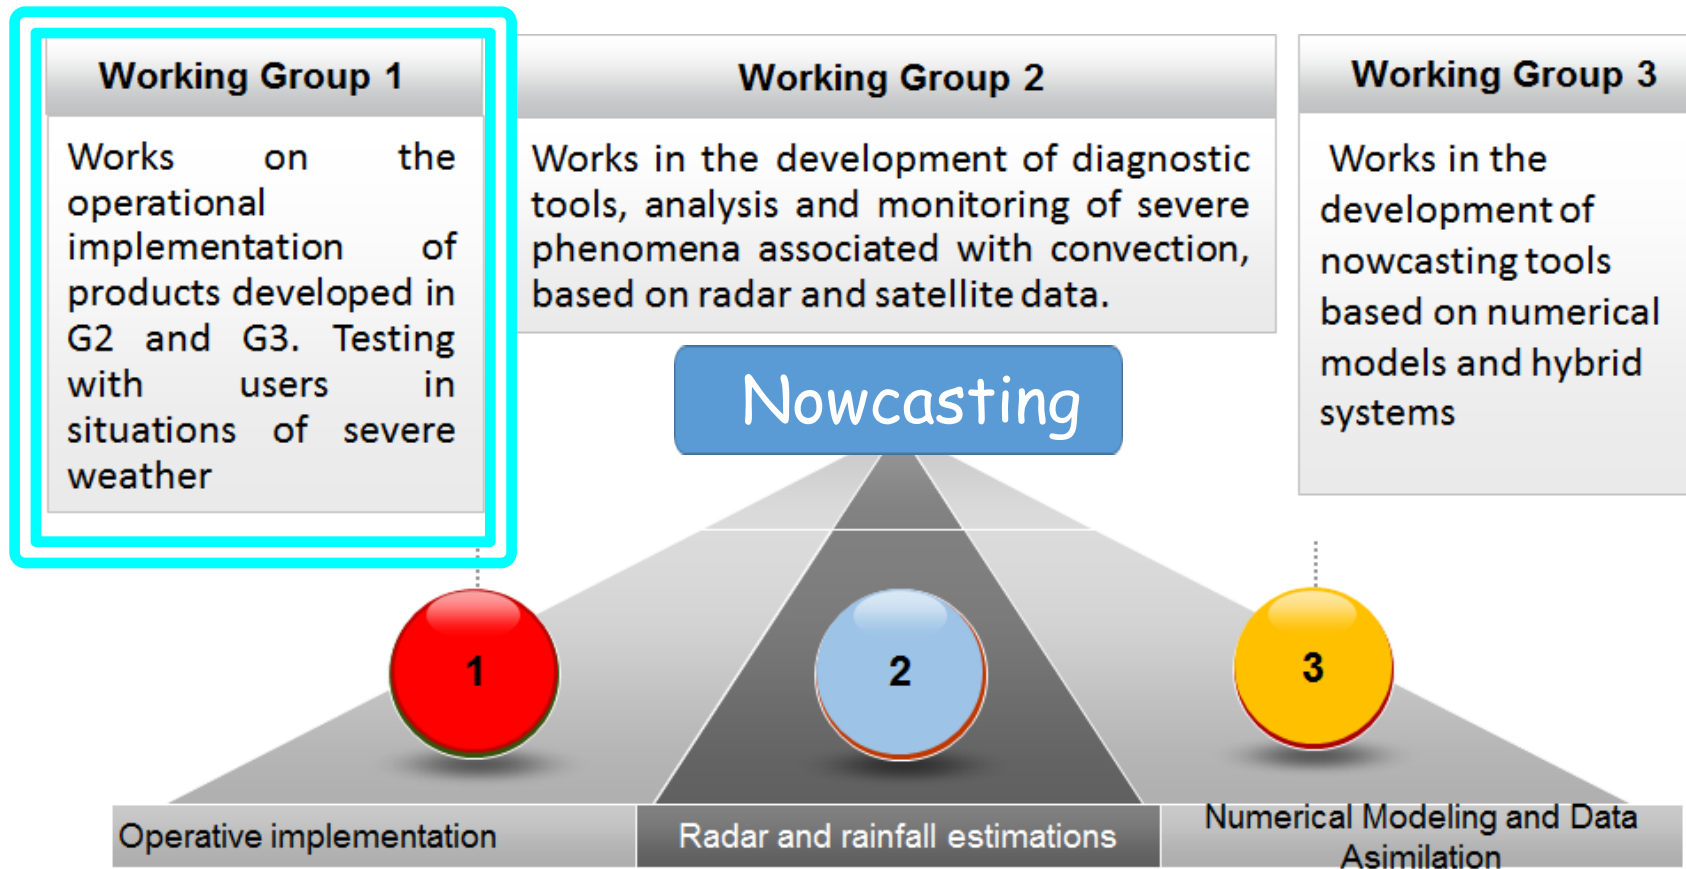 Working Group 1
Works on the
operational
implementation of
products developed in
G2 and G3. Testing
with users in
situations of severe
weather
Working Group 2
Works in the development of diagnostic
tools, analysis and monitoring of severe
phenomena associated with convection,
based on radar and satellite data.
Working Group 3
Works in the
development of
nowcasting tools
based on numerical
models and hybrid
systems
Nowcasting
1
2
3
Operative implementation
Radar and rainfall estimations
Numerical Modeling and Data
Asimilation